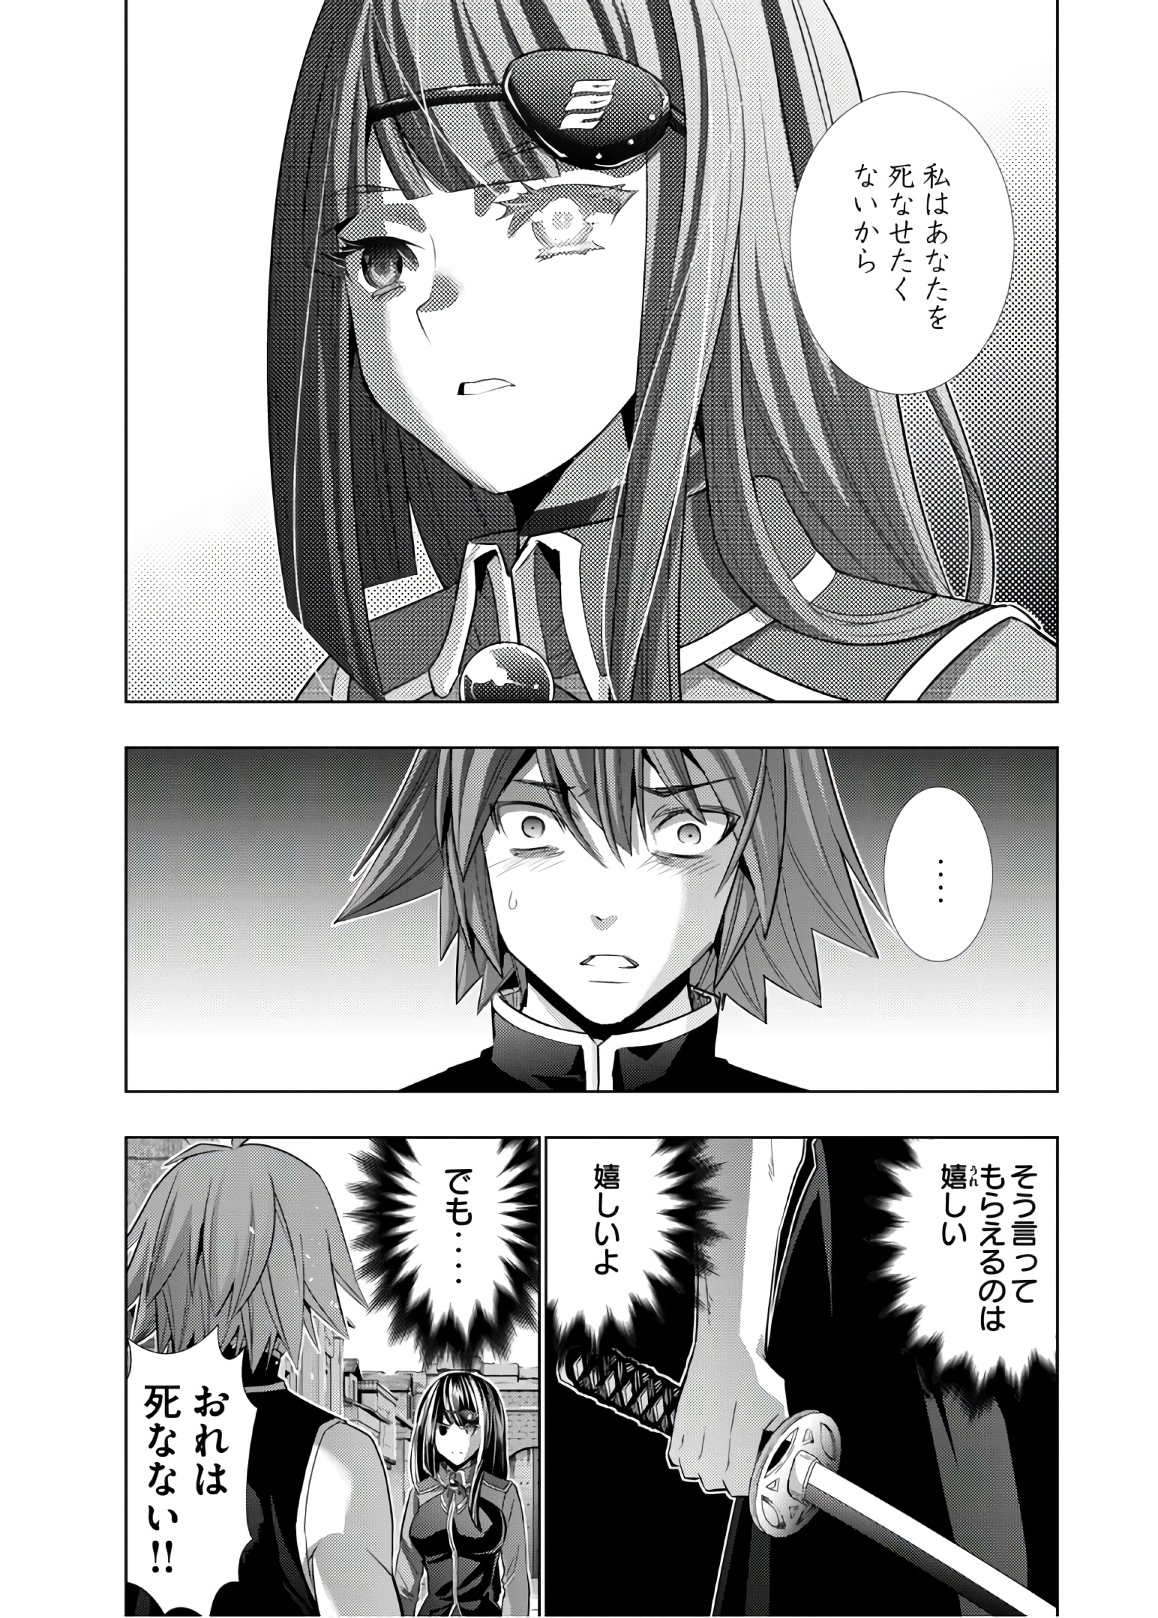 私はあなたを
死なせたく
ないから
････
そう言って
もらえるのは
嬉しい
うれ
嬉しいよ
でも････
おれは
死なない!!